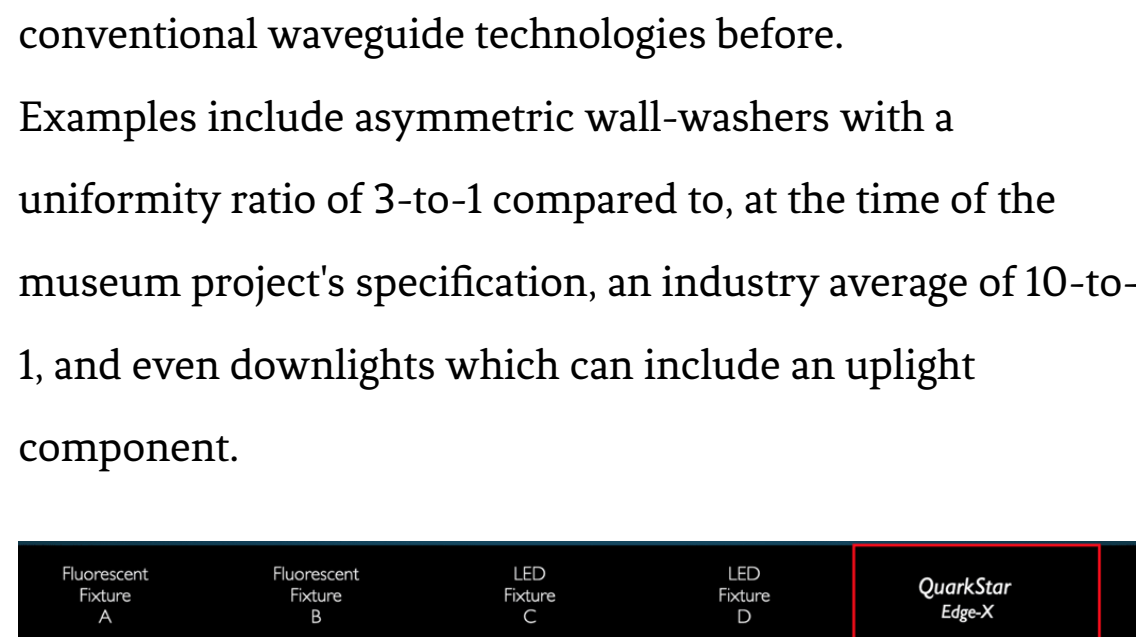 conventional waveguide technologies before.
Examples include asymmetric wall-washers with a
uniformity ratio of 3-to-1 compared to, at the time of the
museum project's specification, an industry average of 10-to-
1, and even downlights which can include an uplight
component.
Fluorescent
Fixture
A
Fluorescent
Fixture
B
LED
Fixture
C
LED
Fixture
D
QuarkStar
Edge-X